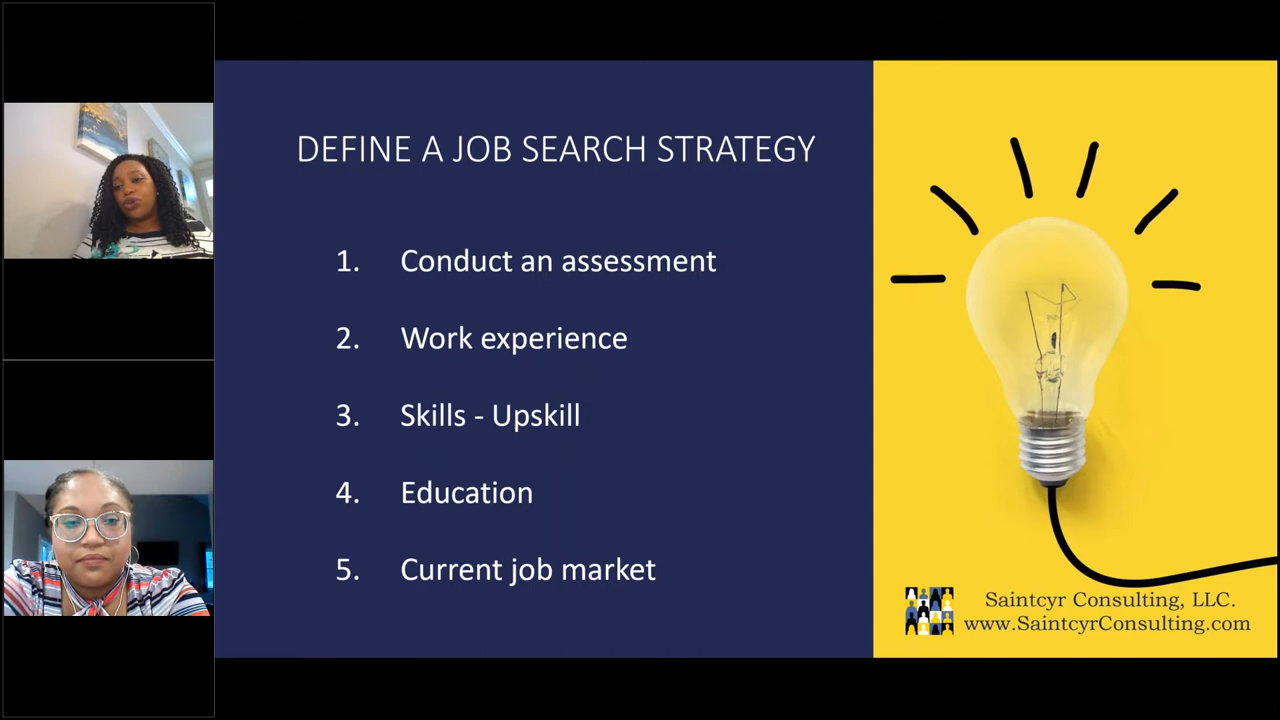 DEFINE A JOB SEARCH STRATEGY
1. Conduct an assessment
2. Work experience
3. Skills - Upskill
4. Education
5. Current job market
Saintcyr Consulting, LLC.
www.SaintcyrConsulting.com